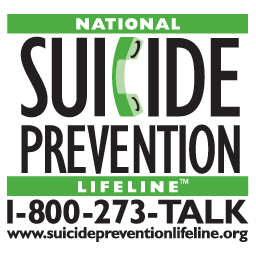 NATIONAL
SUICIDE
PREVENTION
LIFELINE™
1-800-273-TALK
www.suicidepreventionlifeline.org